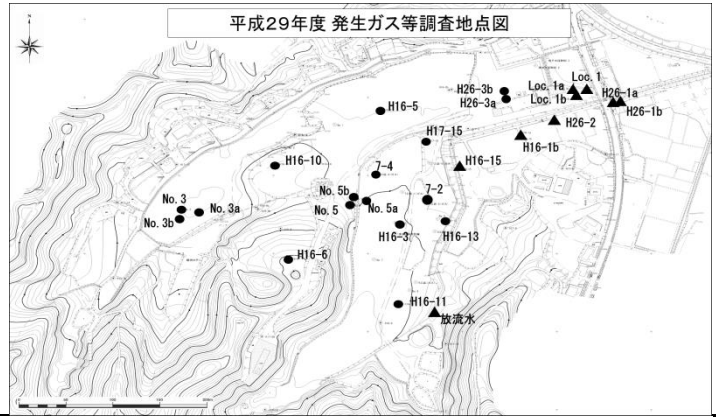 平成29年度 発生ガス等調査地点図
H26-3b
H26-3a
Loc. 1a
Loc. 1
Loc. 1b
H26-1a
H26-1b
H26-2
H16-1b
H16-5
H17-15
H16-15
H16-10
7-4
No. 5b
No. 5
No. 5a
7-2
No. 3
No. 3a
No. 3b
H16-3
H16-13
H16-6
H16-11
放流水